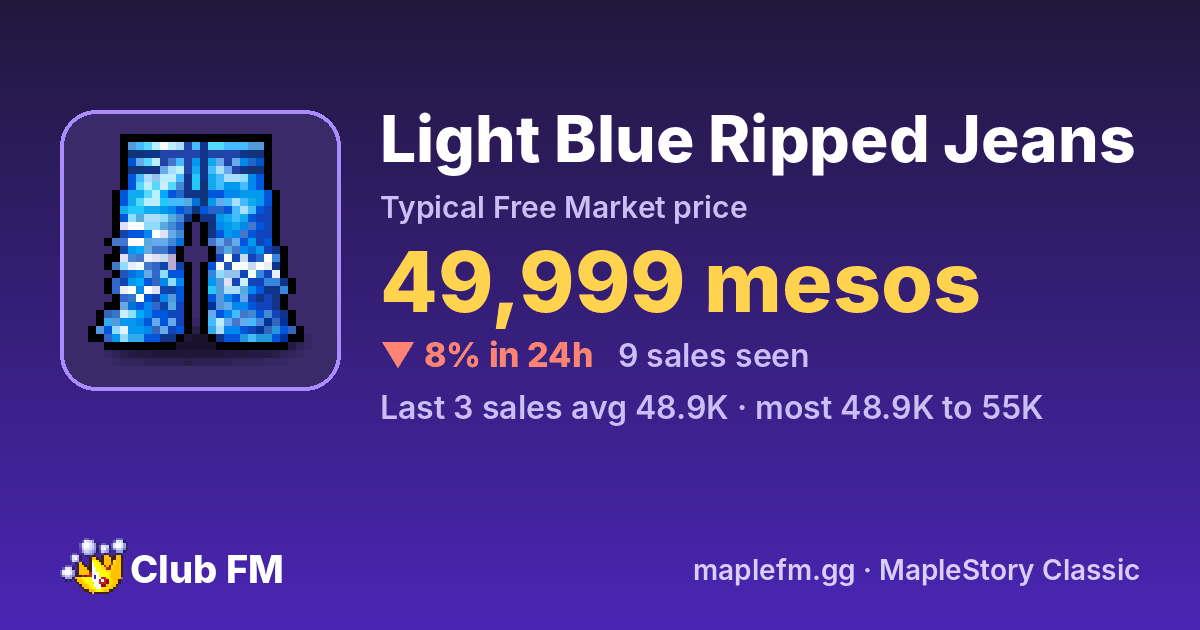 Light Blue Ripped Jeans
Typical Free Market price
49,999 mesos
▼ 8% in 24h 9 sales seen
Last 3 sales avg 48.9K · most 48.9K to 55K
Club FM
maplefm.gg · MapleStory Classic